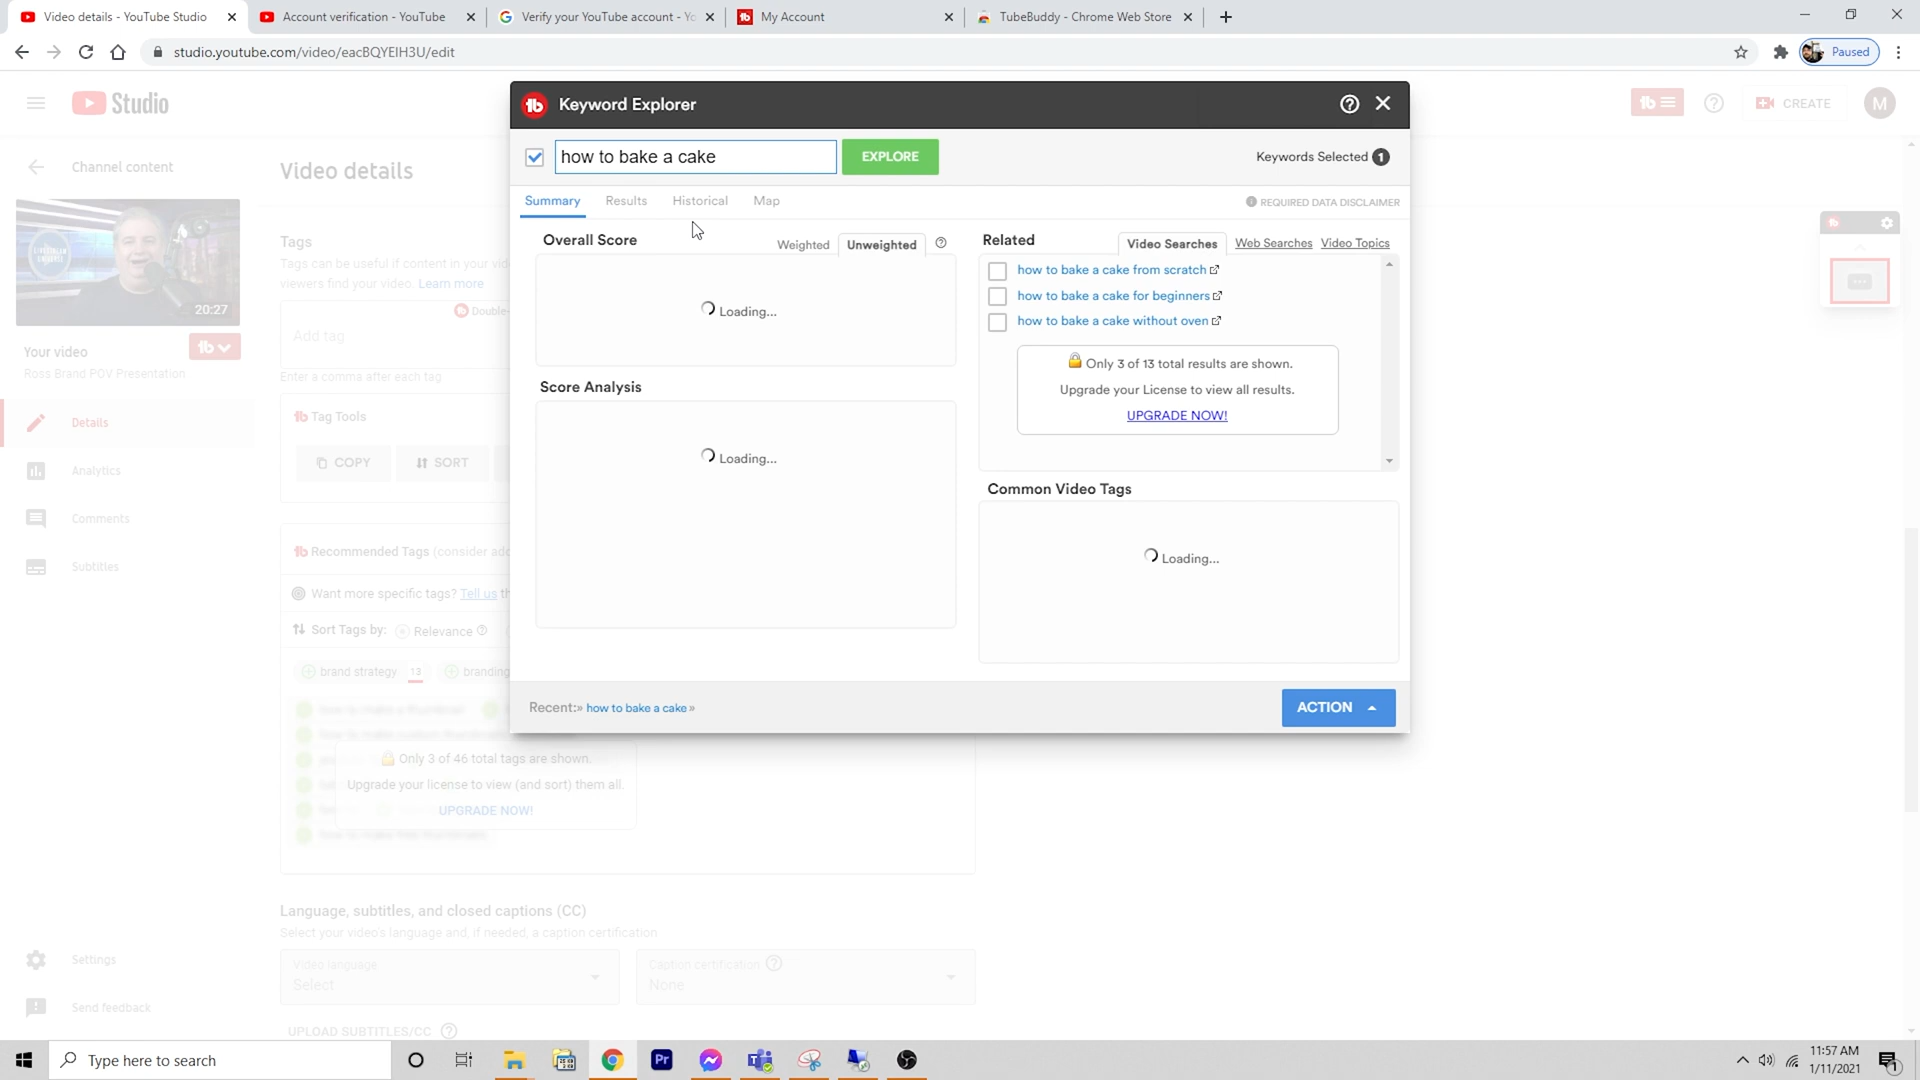 Video details - YouTube Studio
Account verification - YouTube
Verify your YouTube account - Yo
My Account
TubeBuddy - Chrome Web Store
studio.youtube.com/video/eacBQYEIH3U/edit
Paused
Studio
CREATE
M
Keyword Explorer
how to bake a cake
EXPLORE
Keywords Selected 1
Summary
Results
Historical
Map
REQUIRED DATA DISCLAIMER
Overall Score
Weighted
Unweighted
Loading...
Score Analysis
Loading...
Related
Video Searches
Web Searches
Video Topics
how to bake a cake from scratch
how to bake a cake for beginners
how to bake a cake without oven
Only 3 of 13 total results are shown.
Upgrade your License to view all results.
UPGRADE NOW!
Common Video Tags
Loading...
Recent:» how to bake a cake »
ACTION
Channel content
20:27
Your video
Ross Brand POV Presentation
Details
Analytics
Comments
Subtitles
Settings
Send feedback
Video details
Tags
Tags can be useful if content in your vid
viewers find your video. Learn more
Double-
Add tag
Enter a comma after each tag
Tag Tools
COPY
SORT
Recommended Tags (consider add
Want more specific tags? Tell us th
Sort Tags by:
Relevance
brand strategy 13
branding
Only 3 of 46 total tags are shown.
Upgrade your license to view (and sort) them all.
UPGRADE NOW!
Language, subtitles, and closed captions (CC)
Select your video's language and, if needed, a caption certification
Video language
Select
Caption certification
None
UPLOAD SUBTITLES/CC
Type here to search
Pr
11:57 AM
1/11/2021